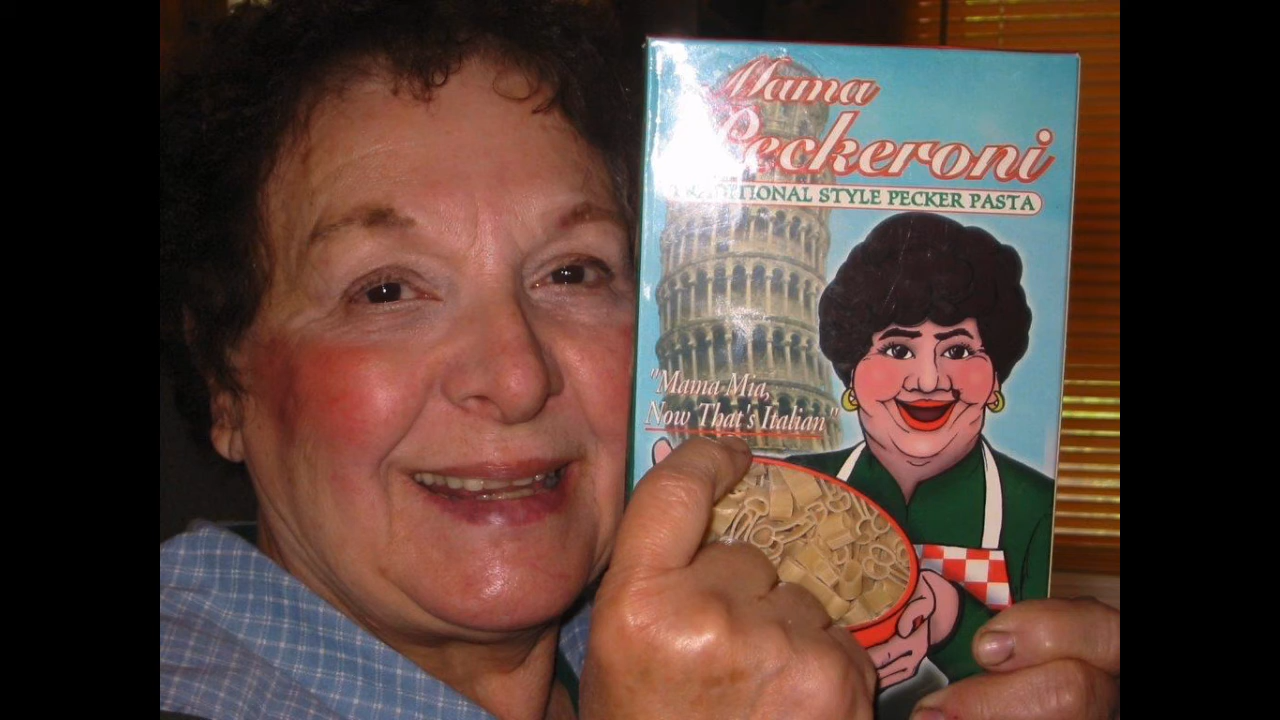 Mama
Peckeroni
TRADITIONAL STYLE PECKER PASTA
"Mama Mia,
Now That's Italian"